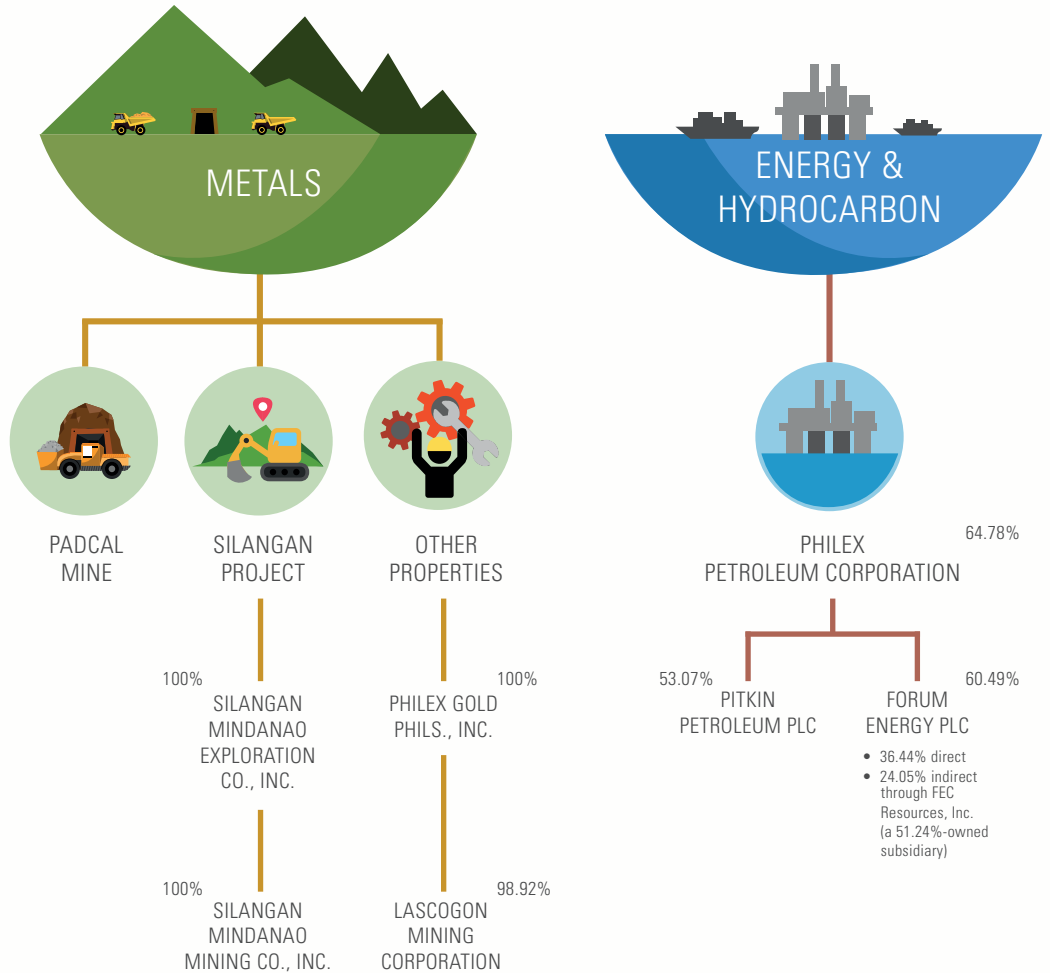 METALS
ENERGY &
HYDROCARBON
PADCAL
MINE
SILANGAN
PROJECT
OTHER
PROPERTIES
64.78%
PHILEX
PETROLEUM CORPORATION
100%
SILANGAN
MINDANAO
EXPLORATION
CO., INC.
100%
PHILEX GOLD
PHILS., INC.
53.07%
PITKIN
PETROLEUM PLC
60.49%
FORUM
ENERGY PLC
• 36.44% direct
• 24.05% indirect
through FEC
Resources, Inc.
(a 51.24%-owned
subsidiary)
100%
SILANGAN
MINDANAO
MINING CO., INC.
98.92%
LASCOGON
MINING
CORPORATION